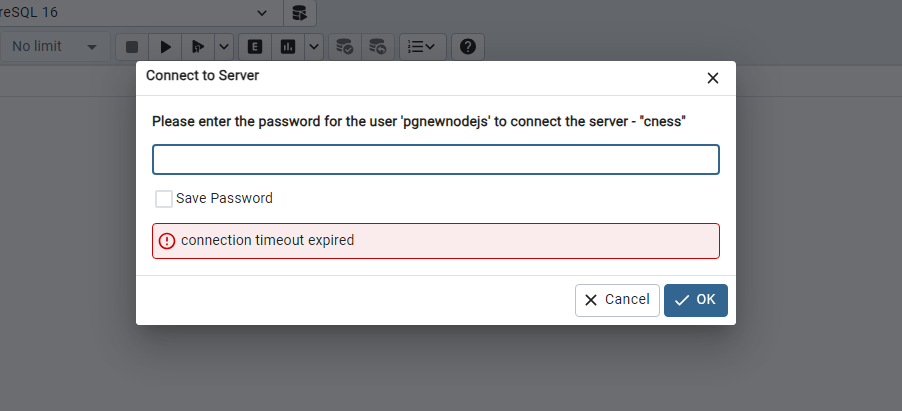 reSQL 16
No limit
E
Connect to Server
Please enter the password for the user 'pgnewnodejs' to connect the server - "cness"
Save Password
connection timeout expired
Cancel
OK